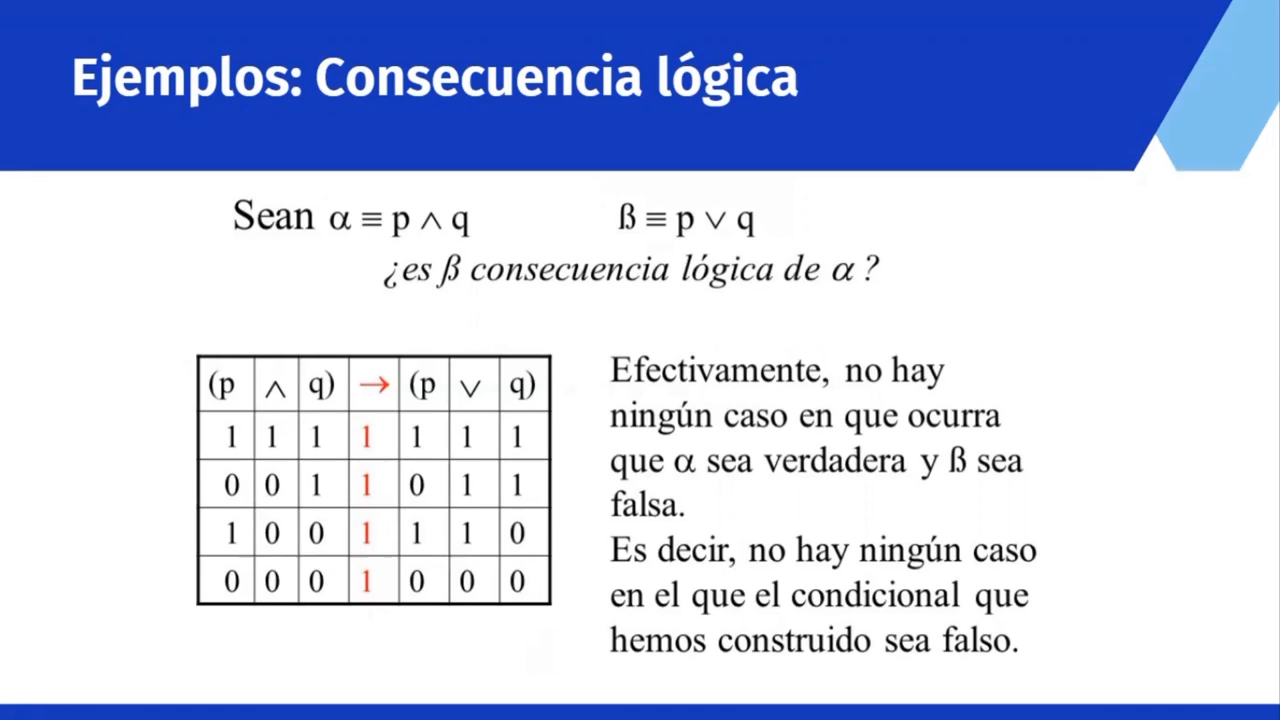 Ejemplos: Consecuencia lógica
Sean α ≡ p ∧ q ß ≡ p ∨ q
¿es ß consecuencia lógica de α ?
(p ∧ q) → (p ∨ q)
1 1 1 1 1 1 1
0 0 1 1 0 1 1
1 0 0 1 1 1 0
0 0 0 1 0 0 0
Efectivamente, no hay
ningún caso en que ocurra
que α sea verdadera y ß sea
falsa.
Es decir, no hay ningún caso
en el que el condicional que
hemos construido sea falso.